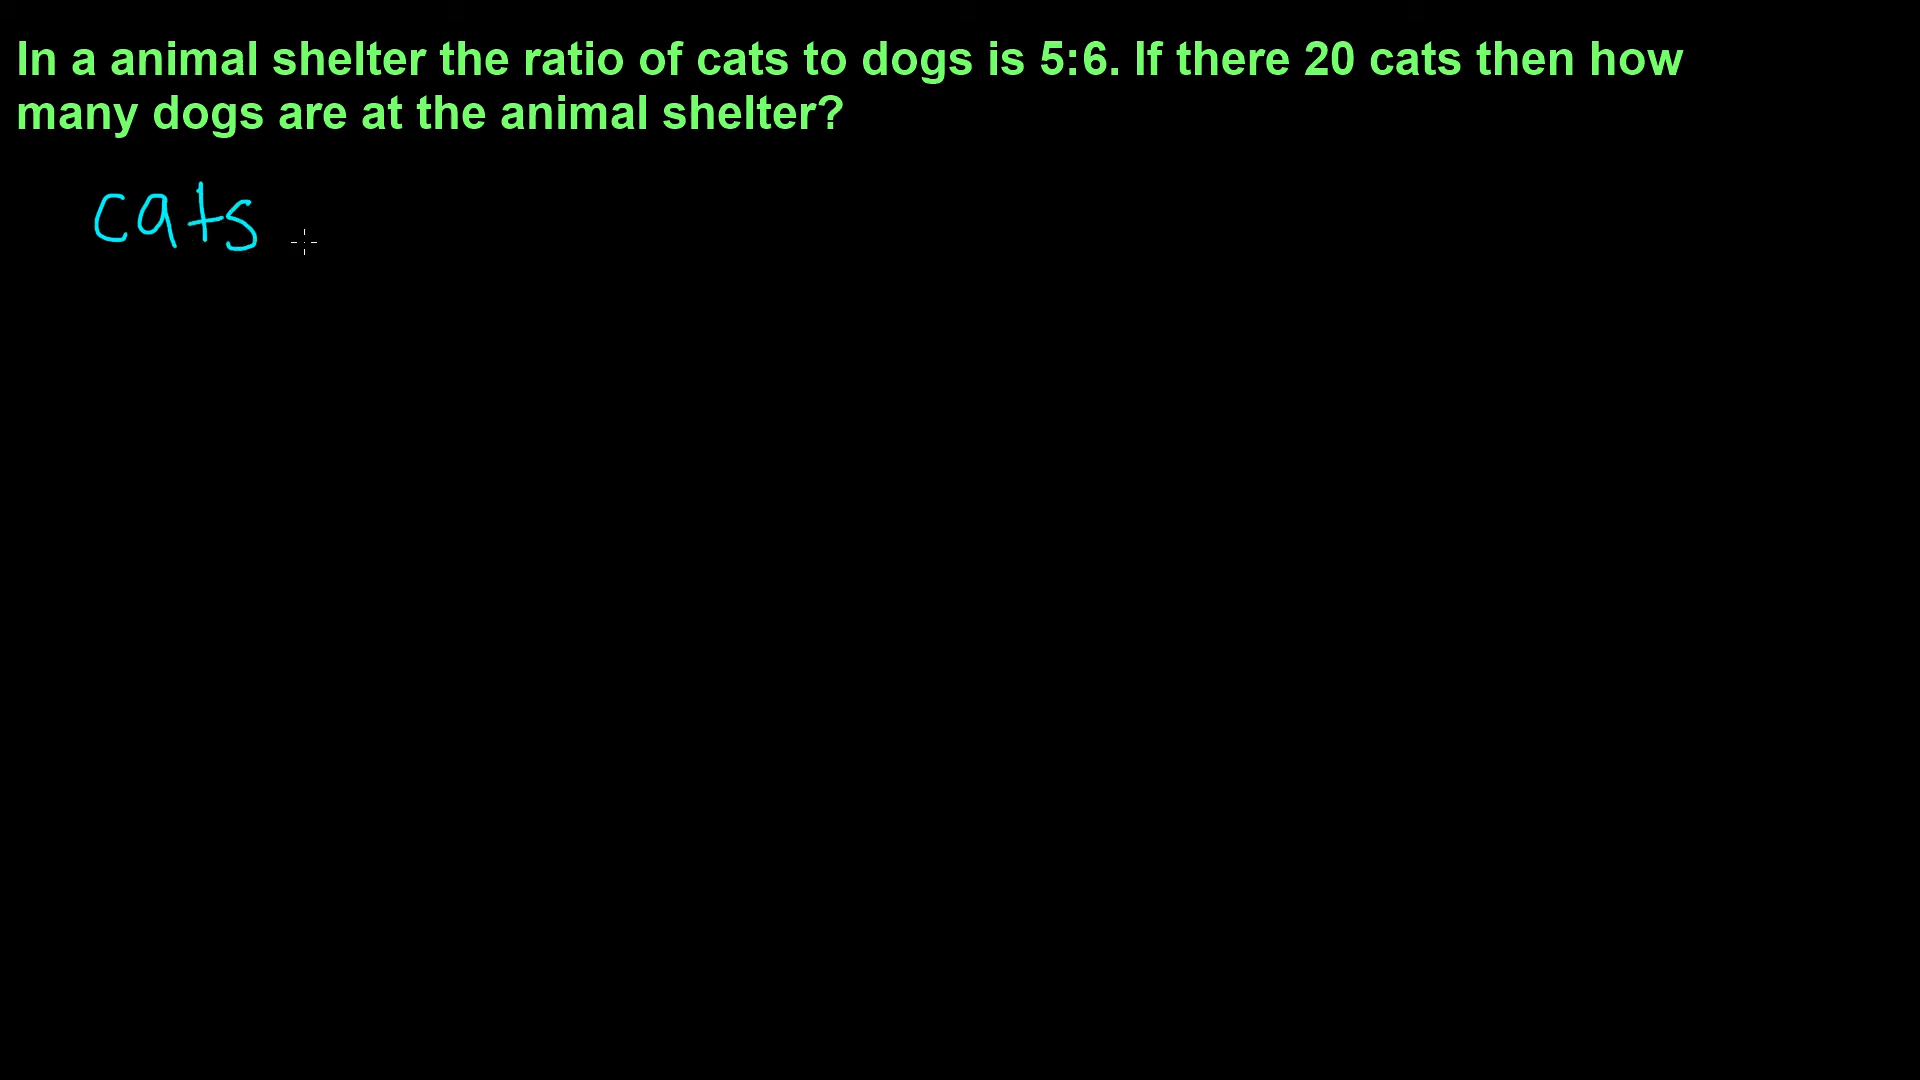 In a animal shelter the ratio of cats to dogs is 5:6. If there 20 cats then how
many dogs are at the animal shelter?
cats